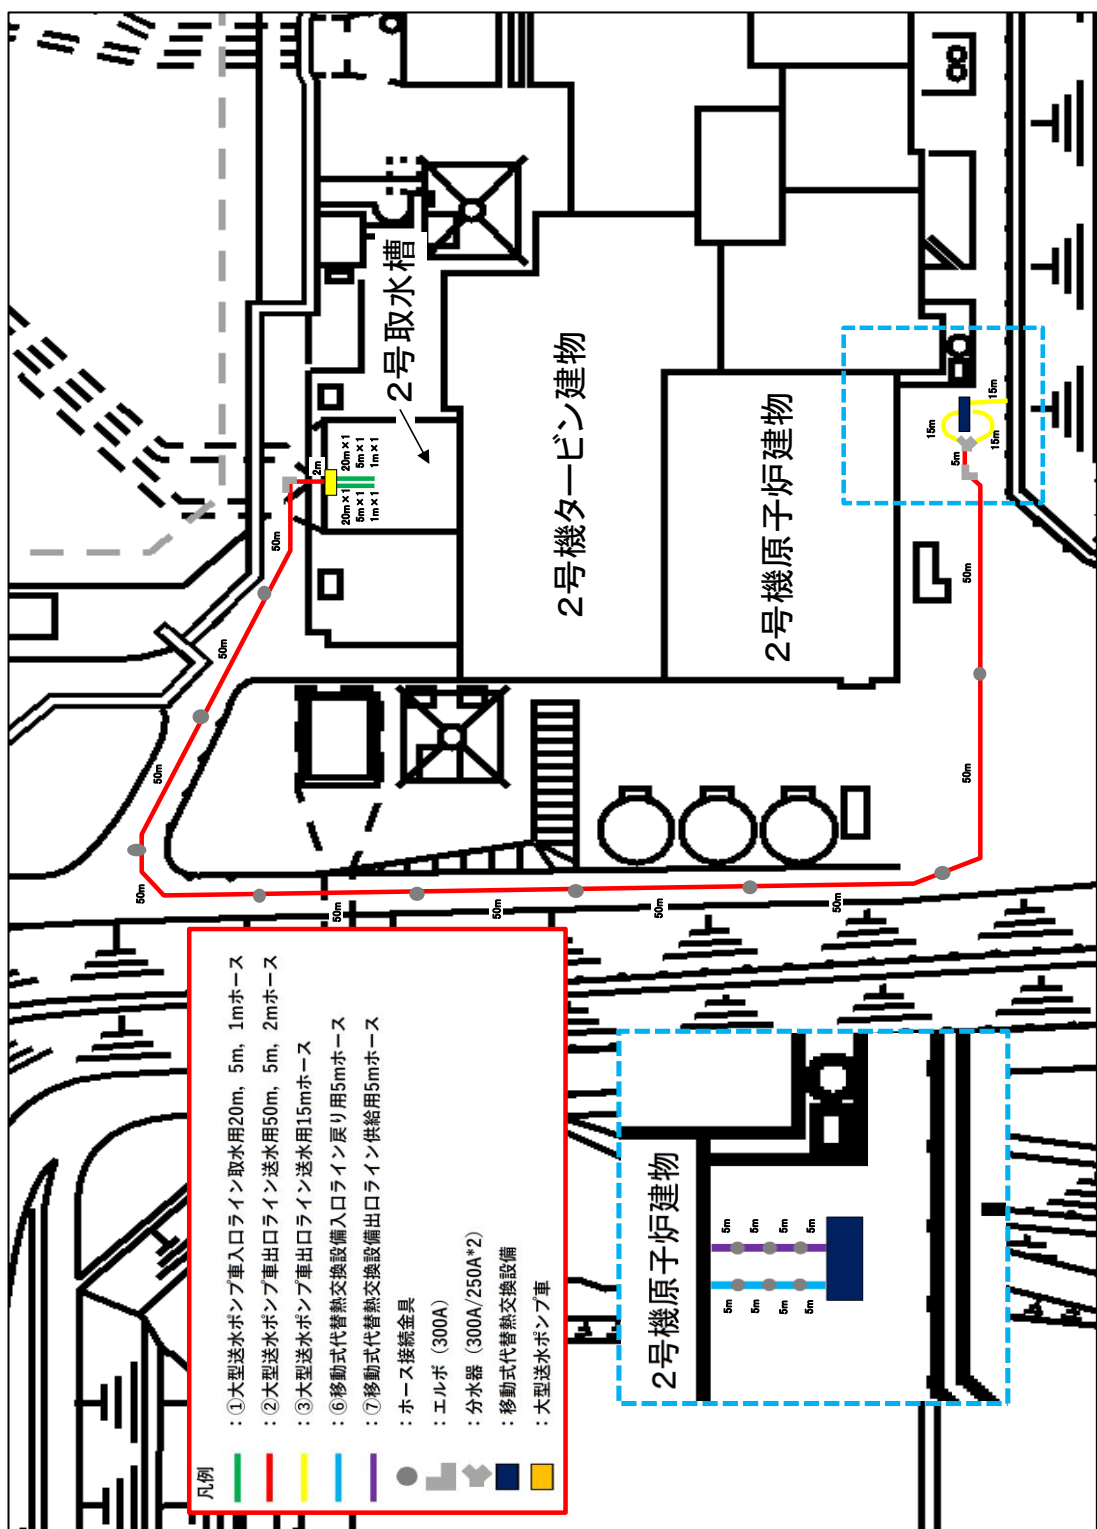 2号取水槽
2m
20m×1
5m×1
1m×1
20m×1
5m×1
1m×1
50m
50m
50m
50m
50m
50m
50m
50m
50m
50m
5m
15m
15m
15m
2号機タービン建物
2号機原子炉建物
凡例
：①大型送水ポンプ車入口ライン取水用20m，5m，1mホース
：②大型送水ポンプ車出口ライン送水用50m，5m，2mホース
：③大型送水ポンプ車出口ライン送水用15mホース
：⑥移動式代替熱交換設備入口ライン戻り用5mホース
：⑦移動式代替熱交換設備出口ライン供給用5mホース
：ホース接続金具
：エルボ（300A）
：分水器（300A/250A*2）
：移動式代替熱交換設備
：大型送水ポンプ車
2号機原子炉建物
5m
5m
5m
5m
5m
5m
5m
5m